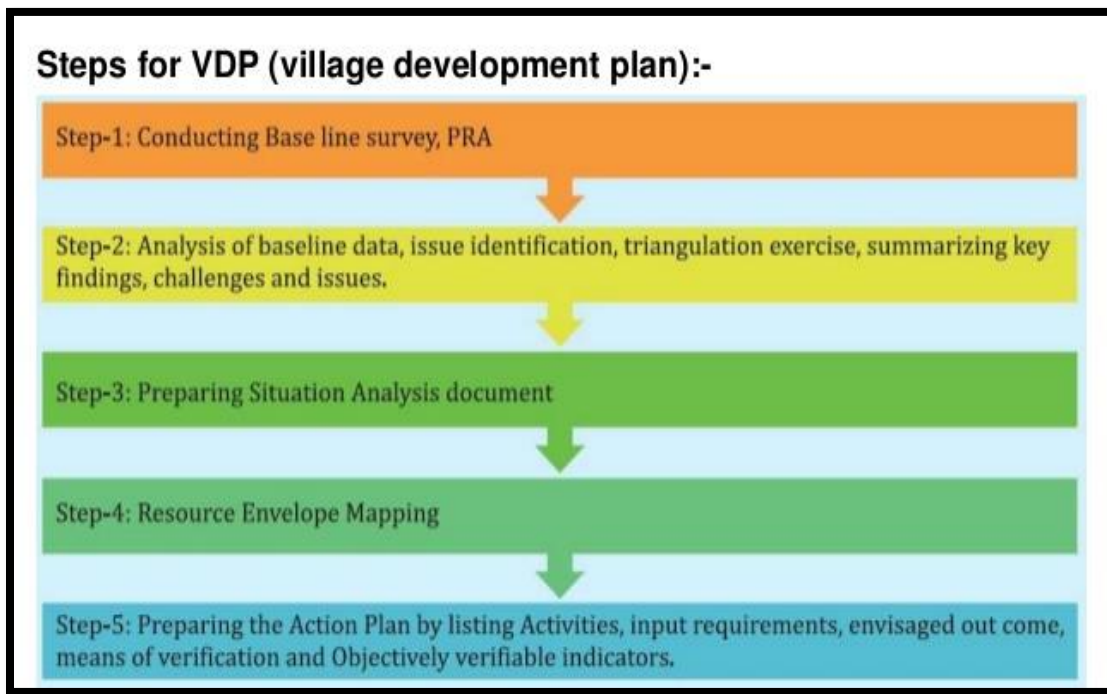 Steps for VDP (village development plan):-
Step-1: Conducting Base line survey, PRA
Step-2: Analysis of baseline data, issue identification, triangulation exercise, summarizing key
findings, challenges and issues.
Step-3: Preparing Situation Analysis document
Step-4: Resource Envelope Mapping
Step-5: Preparing the Action Plan by listing Activities, input requirements, envisaged out come,
means of verification and Objectively verifiable indicators.